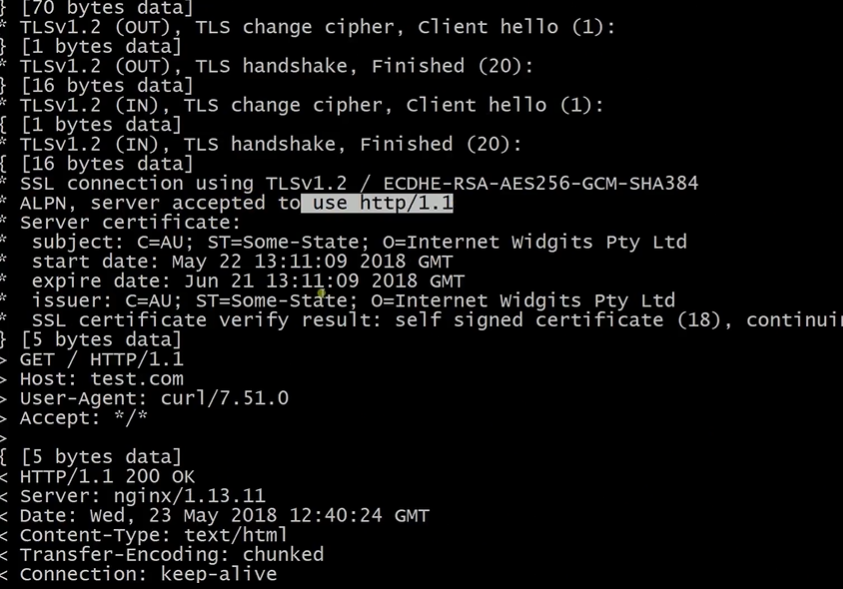 } [70 bytes data]
* TLSv1.2 (OUT), TLS change cipher, Client hello (1):
} [1 bytes data]
* TLSv1.2 (OUT), TLS handshake, Finished (20):
} [16 bytes data]
* TLSv1.2 (IN), TLS change cipher, Client hello (1):
{ [1 bytes data]
* TLSv1.2 (IN), TLS handshake, Finished (20):
{ [16 bytes data]
* SSL connection using TLSv1.2 / ECDHE-RSA-AES256-GCM-SHA384
* ALPN, server accepted to use http/1.1
* Server certificate:
*  subject: C=AU; ST=Some-State; O=Internet Widgits Pty Ltd
*  start date: May 22 13:11:09 2018 GMT
*  expire date: Jun 21 13:11:09 2018 GMT
*  issuer: C=AU; ST=Some-State; O=Internet Widgits Pty Ltd
*  SSL certificate verify result: self signed certificate (18), continuin
} [5 bytes data]
> GET / HTTP/1.1
> Host: test.com
> User-Agent: curl/7.51.0
> Accept: */*
>
{ [5 bytes data]
< HTTP/1.1 200 OK
< Server: nginx/1.13.11
< Date: Wed, 23 May 2018 12:40:24 GMT
< Content-Type: text/html
< Transfer-Encoding: chunked
< Connection: keep-alive